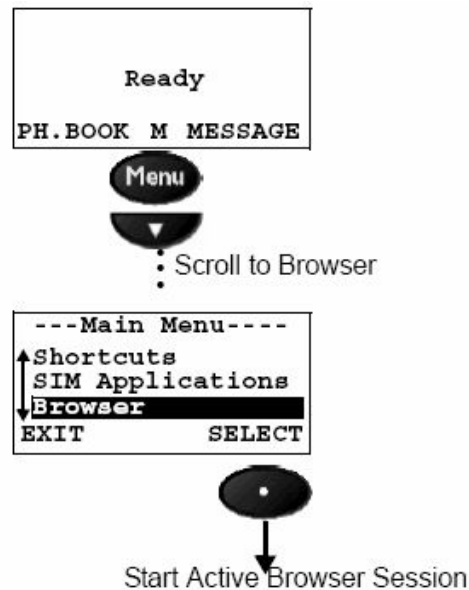 Ready
PH.BOOK M MESSAGE
Menu
Scroll to Browser
---Main Menu----
Shortcuts
SIM Applications
Browser
EXIT SELECT
Start Active Browser Session